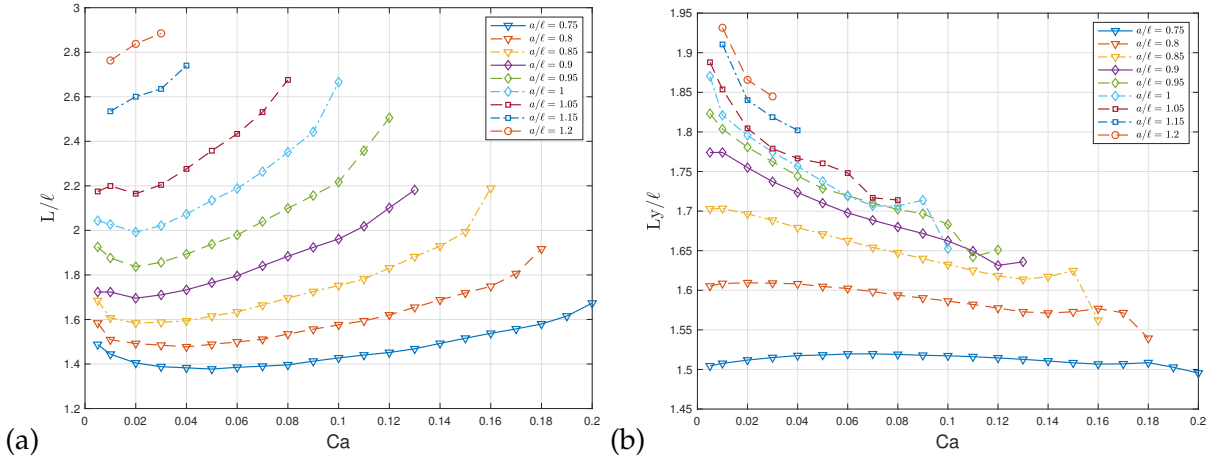 3
2.8
2.6
2.4
2.2
2
1.8
1.6
1.4
1.2
L/ℓ
0 0.02 0.04 0.06 0.08 0.1 0.12 0.14 0.16 0.18 0.2
Ca
a/ℓ = 0.75
a/ℓ = 0.8
a/ℓ = 0.85
a/ℓ = 0.9
a/ℓ = 0.95
a/ℓ = 1
a/ℓ = 1.05
a/ℓ = 1.15
a/ℓ = 1.2
(a)
1.95
1.9
1.85
1.8
1.75
1.7
1.65
1.6
1.55
1.5
1.45
Ly/ℓ
0 0.02 0.04 0.06 0.08 0.1 0.12 0.14 0.16 0.18 0.2
Ca
a/ℓ = 0.75
a/ℓ = 0.8
a/ℓ = 0.85
a/ℓ = 0.9
a/ℓ = 0.95
a/ℓ = 1
a/ℓ = 1.05
a/ℓ = 1.15
a/ℓ = 1.2
(b)